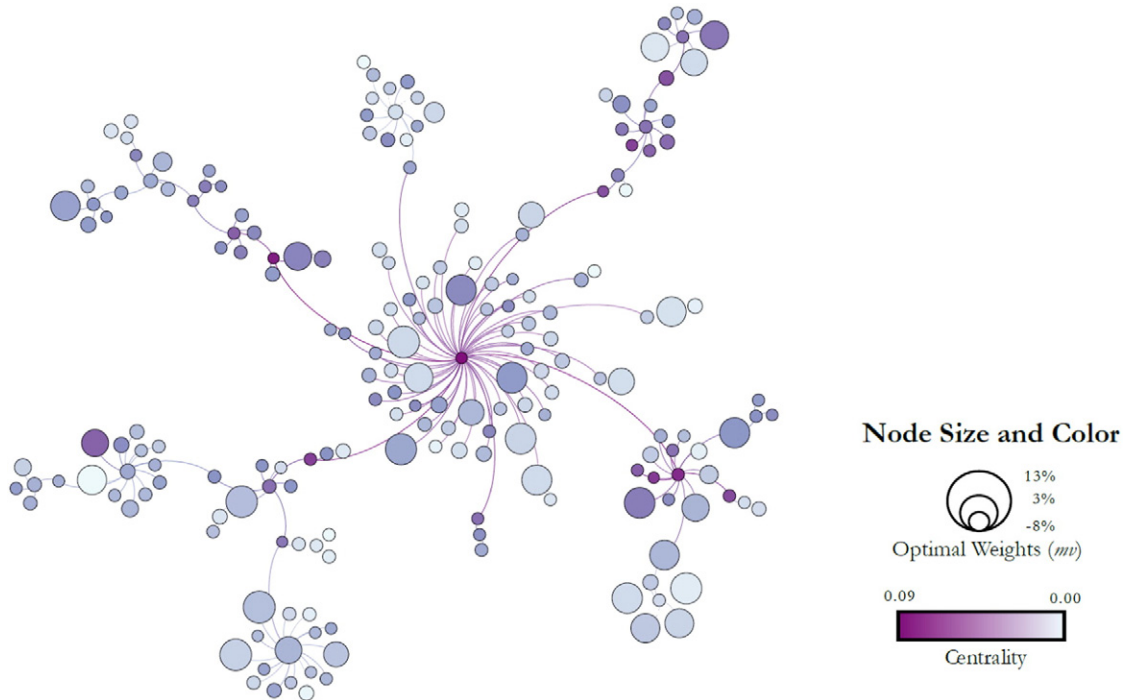 Node Size and Color
13%
3%
-8%
Optimal Weights (mv)
0.09 0.00
Centrality